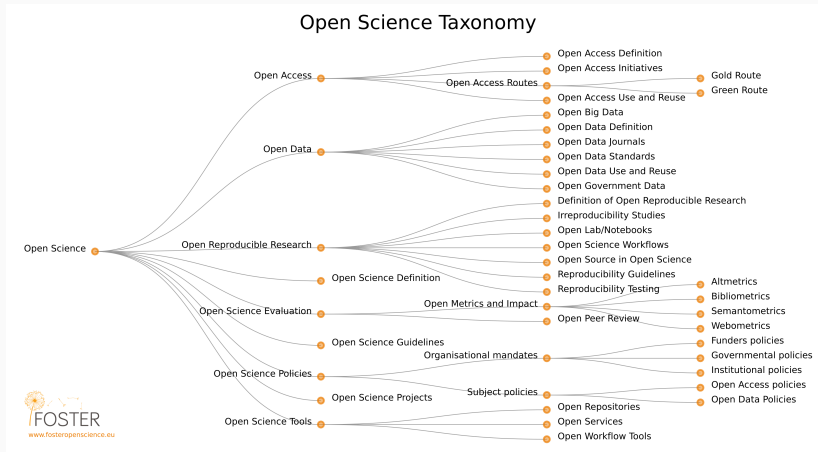 Open Science Taxonomy
Open Science
Open Access
Open Access Definition
Open Access Initiatives
Open Access Routes
Gold Route
Green Route
Open Access Use and Reuse
Open Data
Open Big Data
Open Data Definition
Open Data Journals
Open Data Standards
Open Data Use and Reuse
Open Government Data
Open Reproducible Research
Definition of Open Reproducible Research
Irreproducibility Studies
Open Lab/Notebooks
Open Science Workflows
Open Source in Open Science
Reproducibility Guidelines
Reproducibility Testing
Open Science Definition
Open Science Evaluation
Open Metrics and Impact
Altmetrics
Bibliometrics
Semantometrics
Webometrics
Open Peer Review
Open Science Guidelines
Open Science Policies
Organisational mandates
Funders policies
Governmental policies
Institutional policies
Subject policies
Open Access policies
Open Data Policies
Open Science Projects
Open Science Tools
Open Repositories
Open Services
Open Workflow Tools
FOSTER
www.fosteropenscience.eu